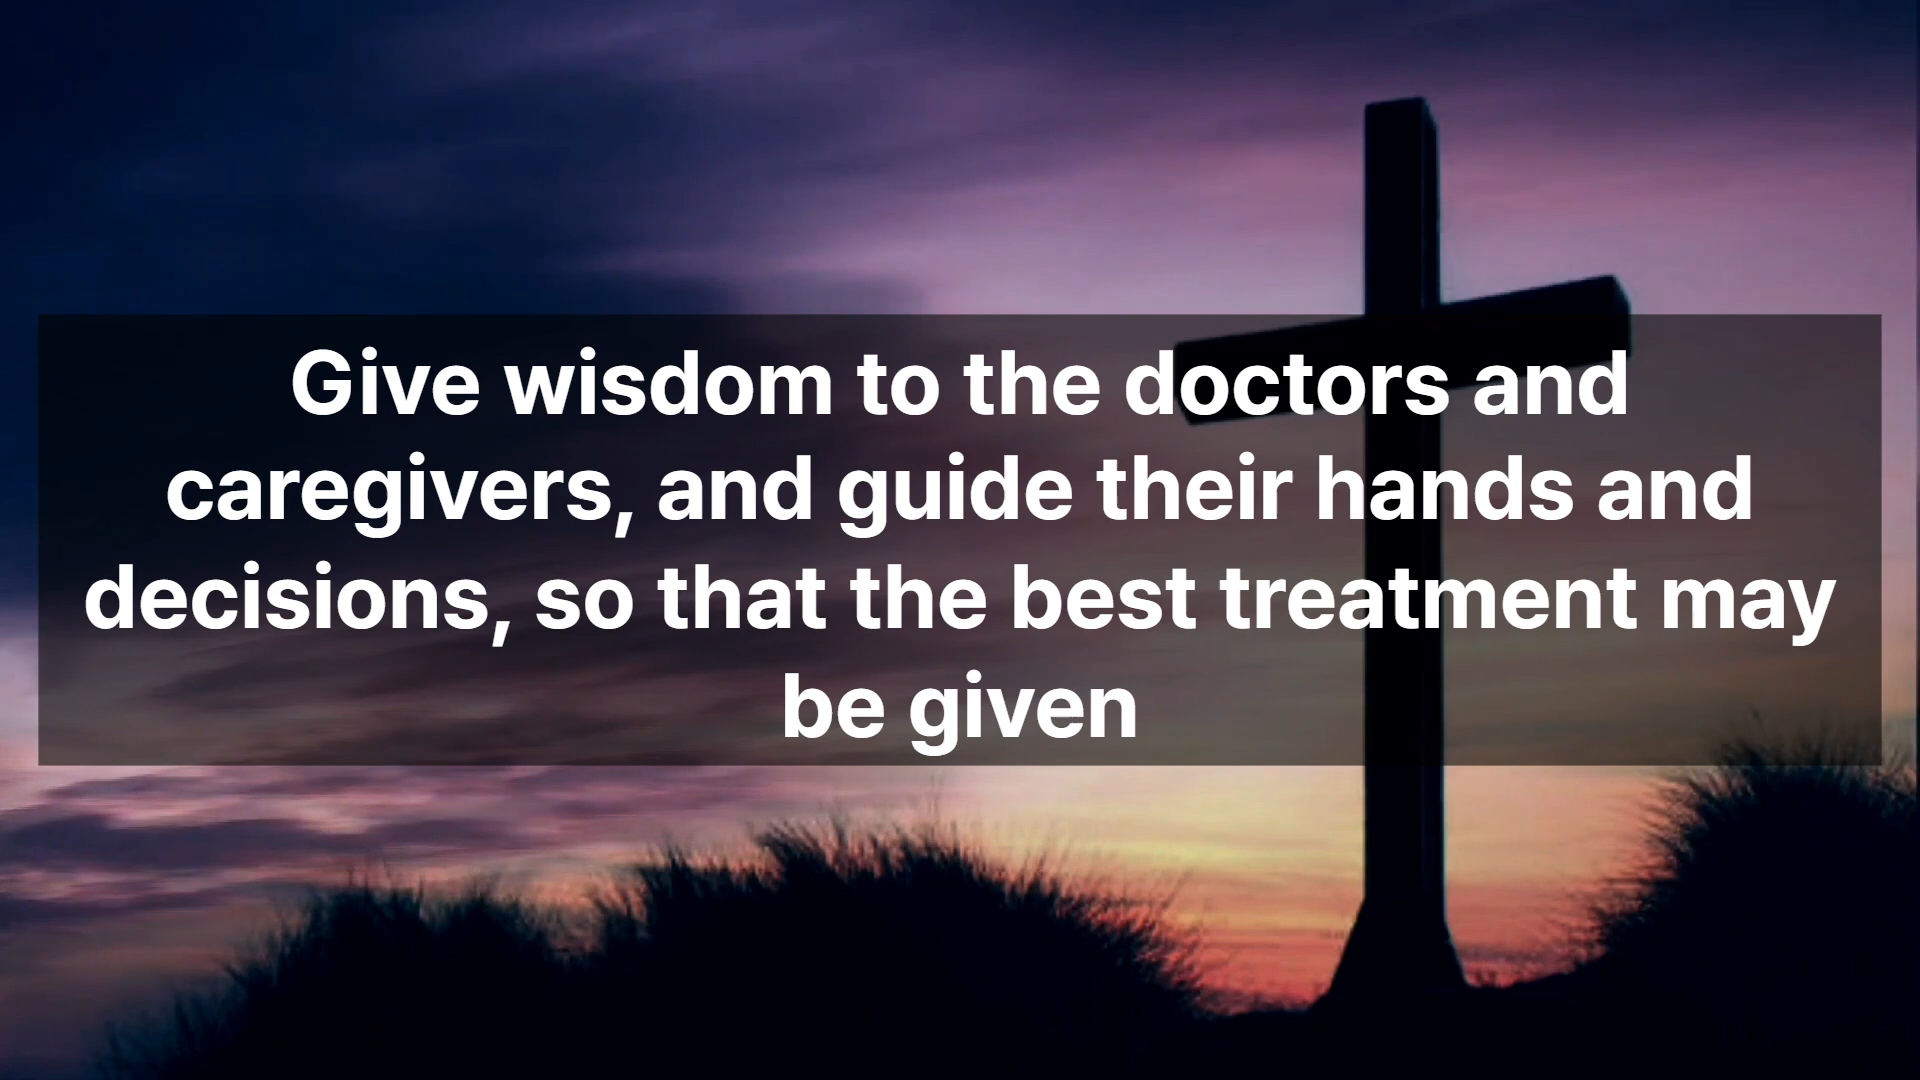 Give wisdom to the doctors and
caregivers, and guide their hands and
decisions, so that the best treatment may
be given